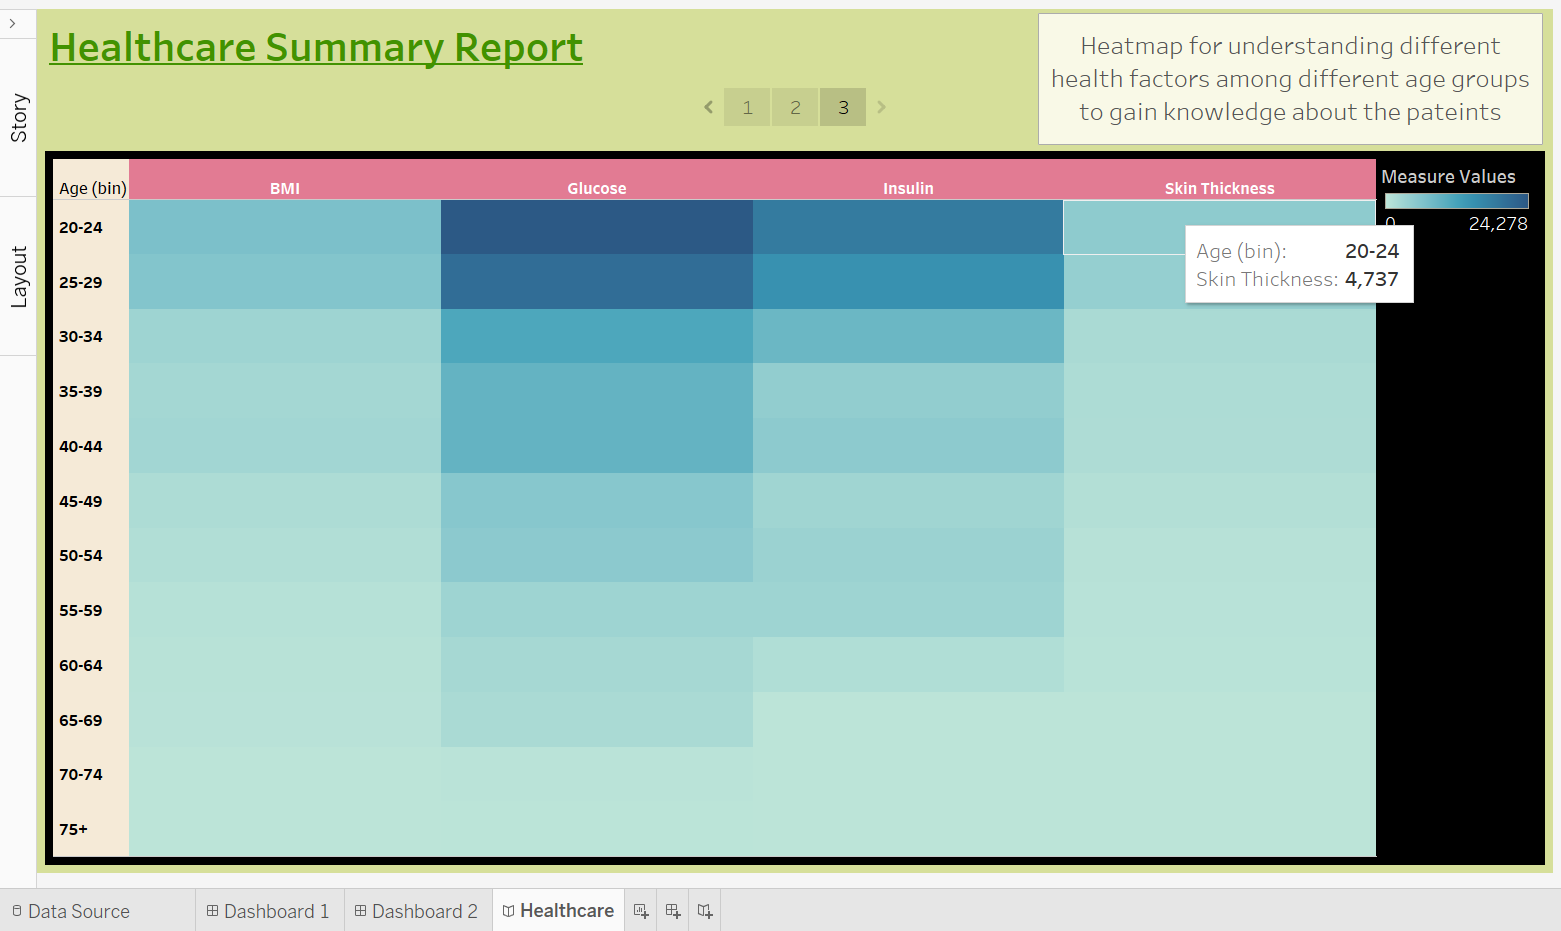 Healthcare Summary Report
Heatmap for understanding different
health factors among different age groups
to gain knowledge about the pateints
1 2 3
Story
Layout
Age (bin) BMI Glucose Insulin Skin Thickness
20-24
25-29
30-34
35-39
40-44
45-49
50-54
55-59
60-64
65-69
70-74
75+
Measure Values
0 24,278
Age (bin): 20-24
Skin Thickness: 4,737
Data Source Dashboard 1 Dashboard 2 Healthcare